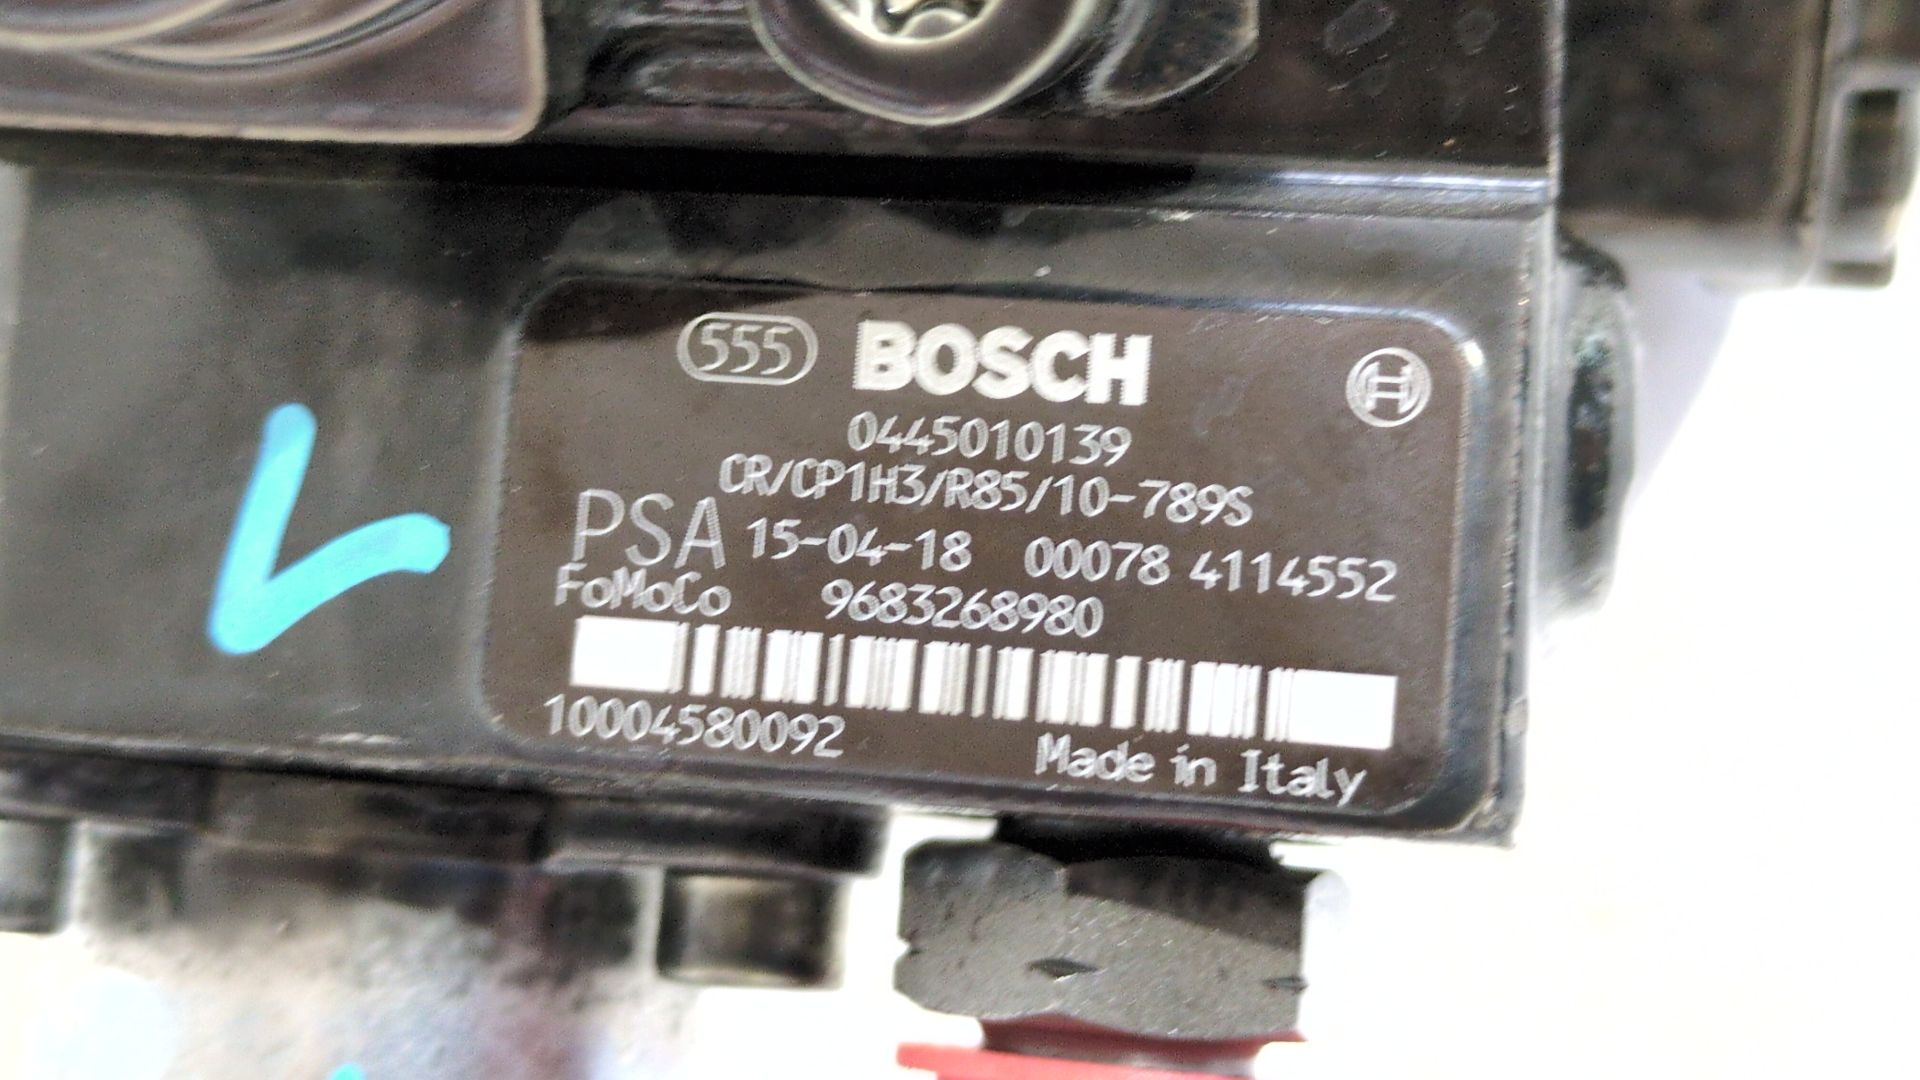 555 BOSCH
0445010139
CR/CP1H3/R85/10-789S
PSA 15-04-18 00078 4114552
FoMoCo 9683268980
10004580092
Made in Italy